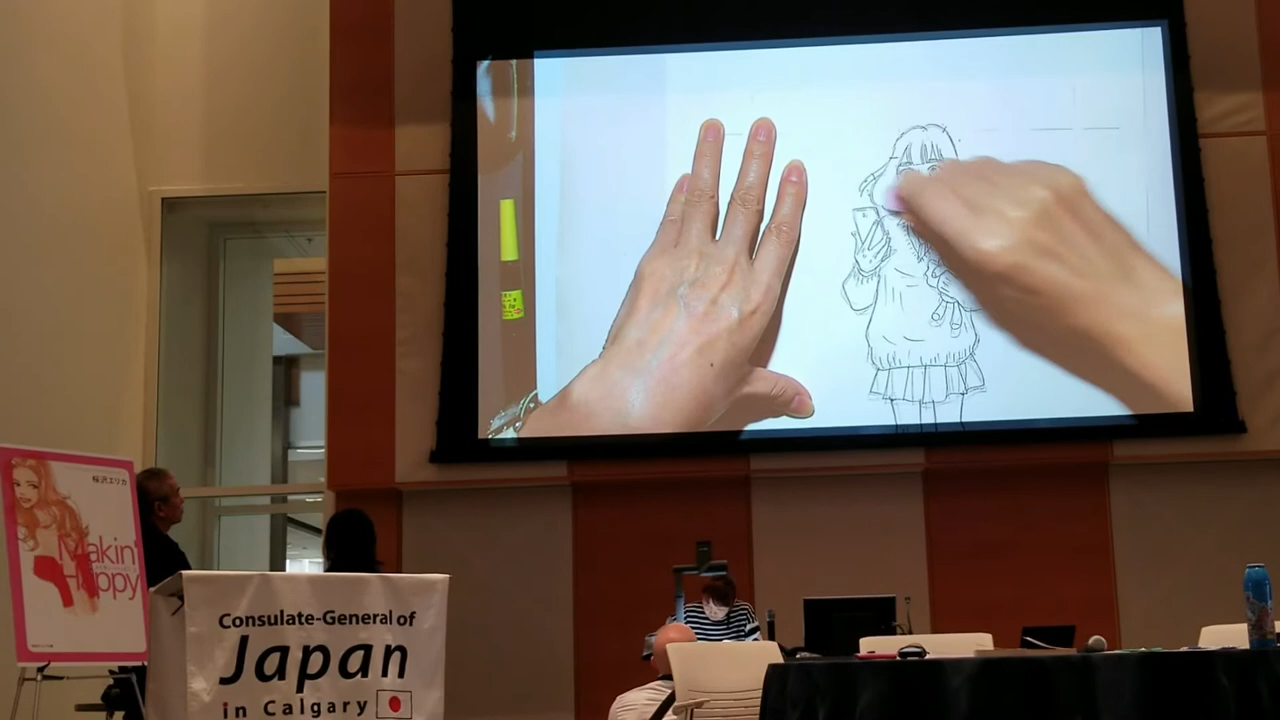 桜沢エリカ
Makin'
Happy
Consulate-General of
Japan
in Calgary